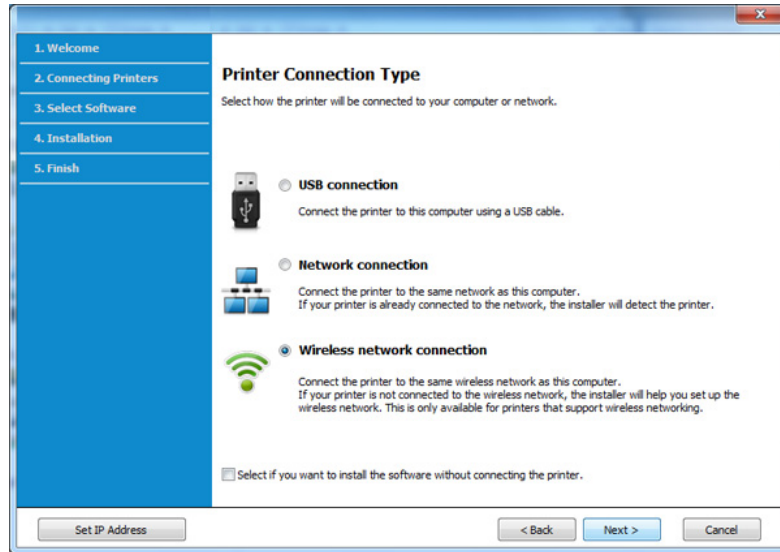 1. Welcome
2. Connecting Printers
3. Select Software
4. Installation
5. Finish
Printer Connection Type
Select how the printer will be connected to your computer or network.
USB connection
Connect the printer to this computer using a USB cable.
Network connection
Connect the printer to the same network as this computer.
If your printer is already connected to the network, the installer will detect the printer.
Wireless network connection
Connect the printer to the same wireless network as this computer.
If your printer is not connected to the wireless network, the installer will help you set up the
wireless network. This is only available for printers that support wireless networking.
Select if you want to install the software without connecting the printer.
Set IP Address
< Back
Next >
Cancel